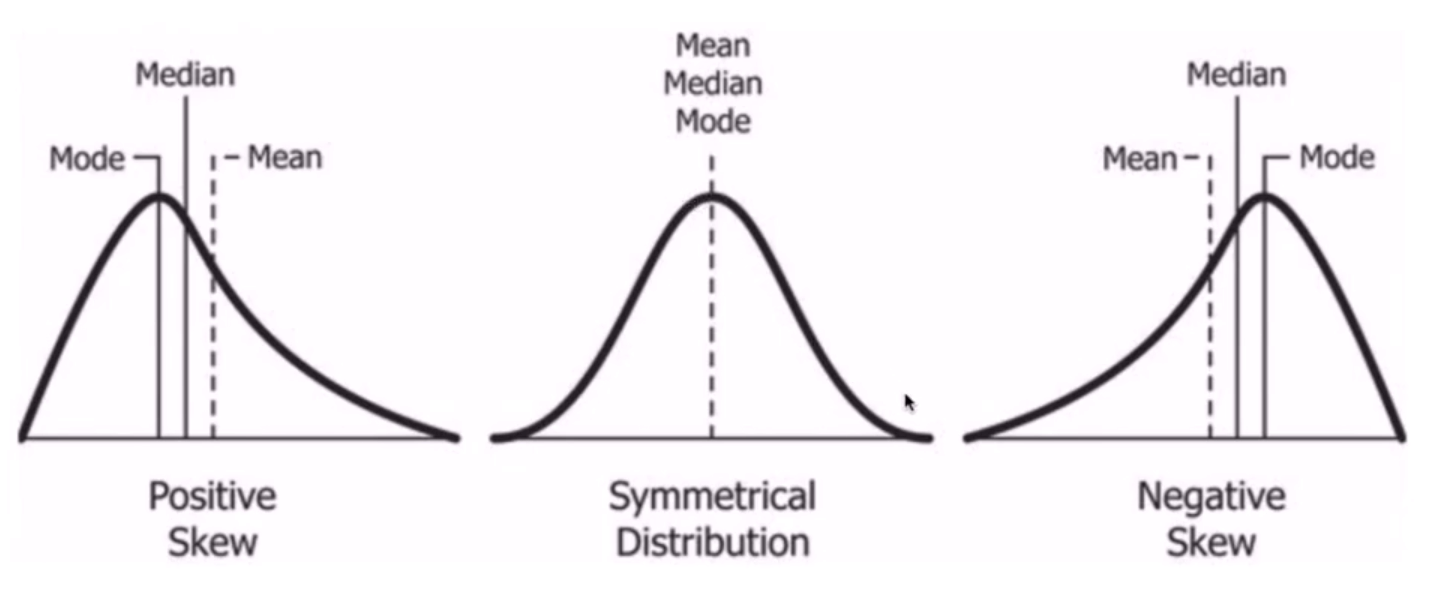 Median
Mode
Mean
Positive
Skew
Mean
Median
Mode
Symmetrical
Distribution
Median
Mean
Mode
Negative
Skew